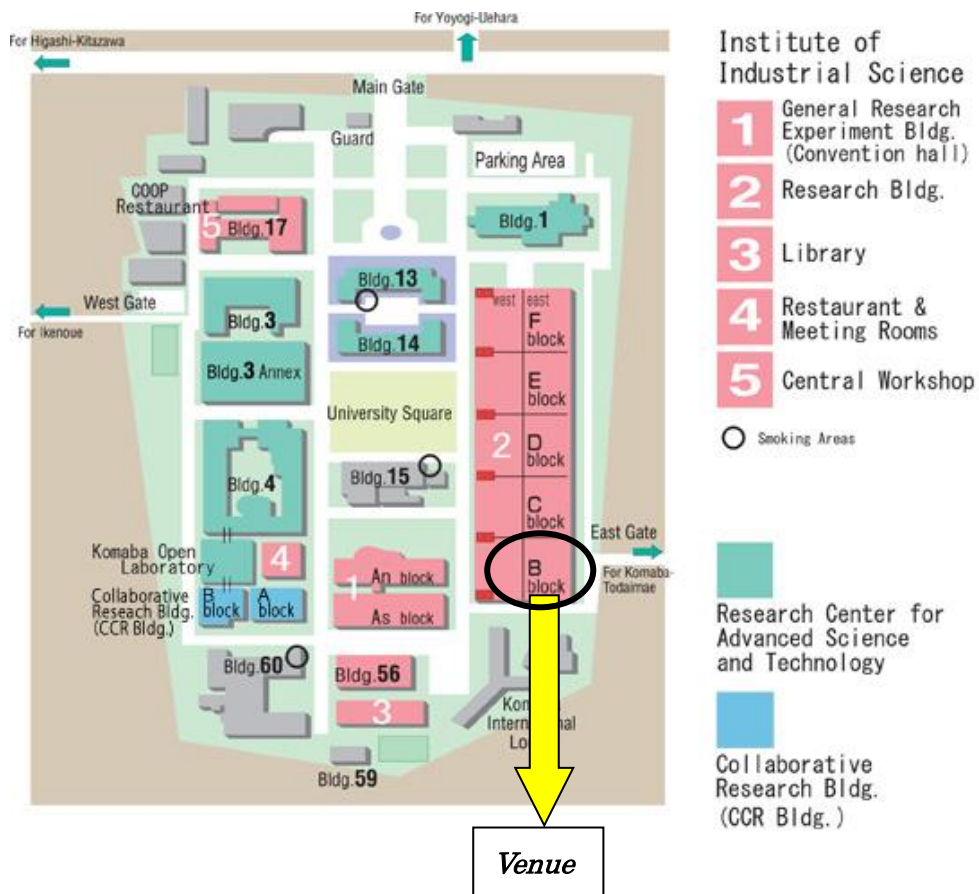 For Yoyogi-Uehara
For Higashi-Kitazawa
Main Gate
Guard
Parking Area
COOP
Restaurant
5
Bldg.17
Bldg.1
West Gate
For Ikenoue
Bldg.13
Bldg.3
Bldg.14
Bldg.3 Annex
University Square
west
east
F
block
E
block
2
D
block
C
block
B
block
Bldg.15
Bldg.4
East Gate
For Komaba-
Todaimae
Komaba Open
Laboratory
4
Collaborative
Reseach Bldg.
(CCR Bldg.)
B
block
A
block
1
An block
As block
Bldg.60
Bldg.56
3
Bldg.59
Venue
Institute of
Industrial Science
1 General Research
Experiment Bldg.
(Convention hall)
2 Research Bldg.
3 Library
4 Restaurant &
Meeting Rooms
5 Central Workshop
Smoking Areas
Research Center for
Advanced Science
and Technology
Collaborative
Research Bldg.
(CCR Bldg.)